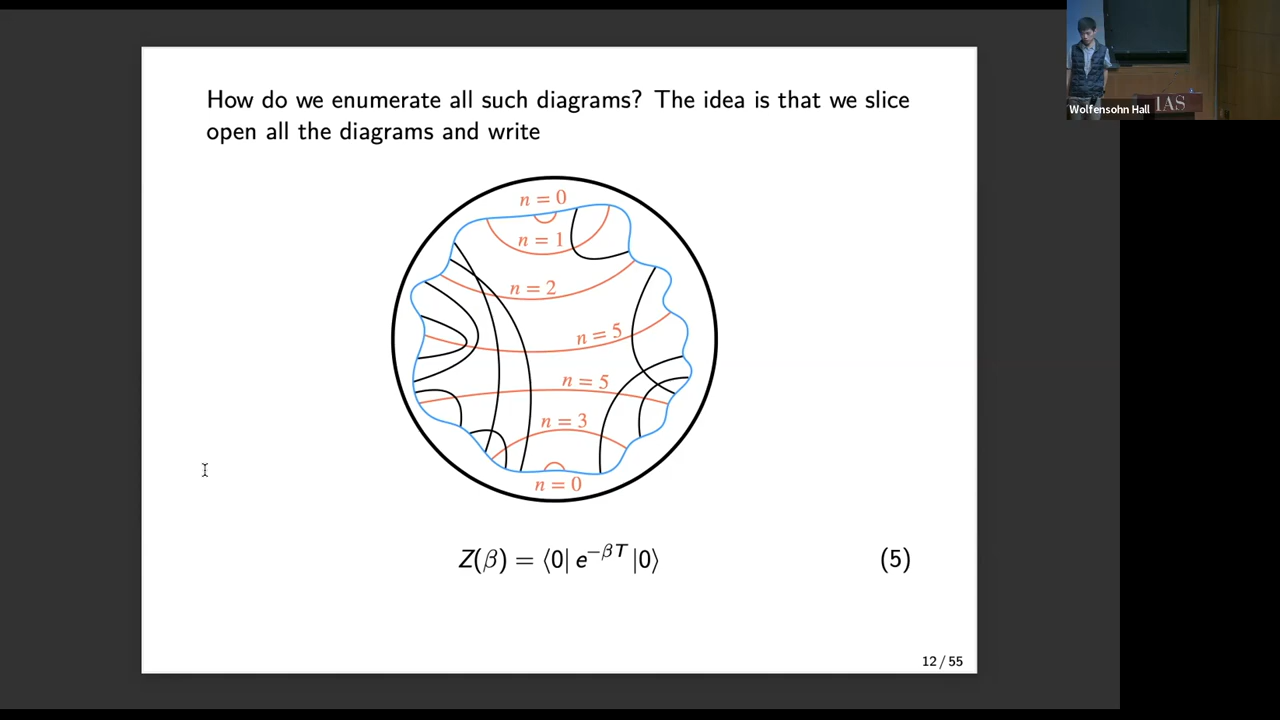 How do we enumerate all such diagrams? The idea is that we slice
open all the diagrams and write
n = 0
n = 1
n = 2
n = 5
n = 5
n = 3
n = 0
Z(β) = ⟨0| e^{-βT} |0⟩ (5)
12 / 55
Wolfensohn Hall
IAS